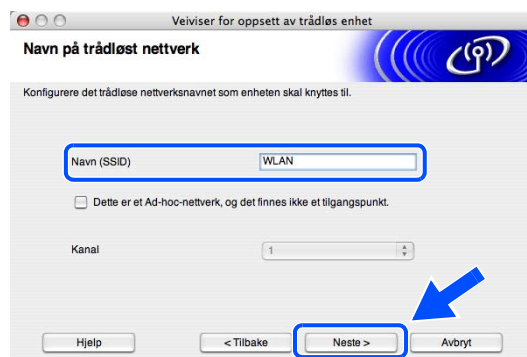 Veiviser for oppsett av trådløs enhet
Navn på trådløst nettverk
Konfigurere det trådløse nettverksnavnet som enheten skal knyttes til.
Navn (SSID) WLAN
Dette er et Ad-hoc-nettverk, og det finnes ikke et tilgangspunkt.
Kanal 1
Hjelp < Tilbake Neste > Avbryt